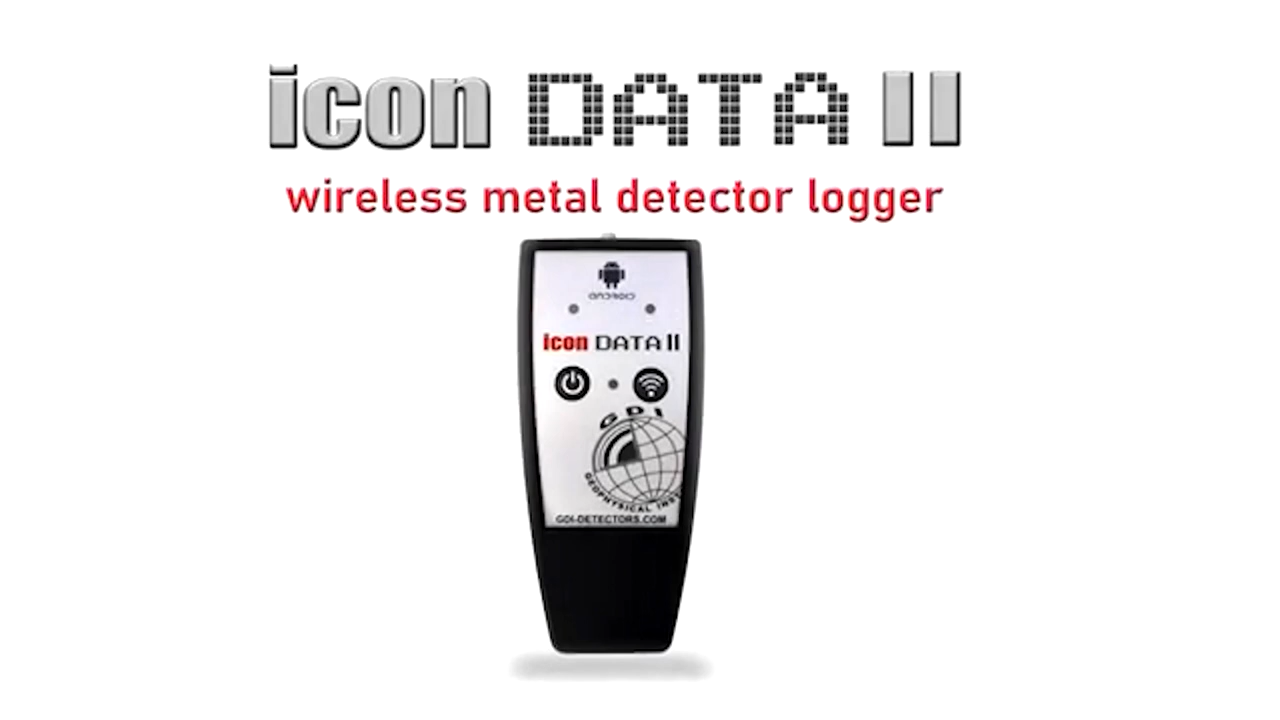 icon DATA II
wireless metal detector logger
ANDROID
icon DATA II
GDI
GEOPHYSICAL INST
GDI-DETECTORS.COM